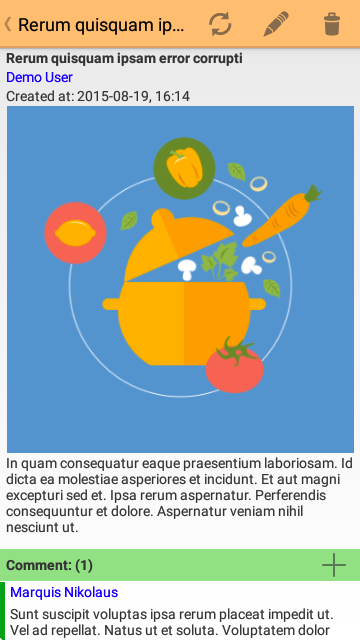 Rerum quisquam ip...
Rerum quisquam ipsam error corrupti
Demo User
Created at: 2015-08-19, 16:14
In quam consequatur eaque praesentium laboriosam. Id
dicta ea molestiae asperiores et incidunt. Et aut magni
excepturi sed et. Ipsa rerum aspernatur. Perferendis
consequuntur et dolore. Aspernatur veniam nihil
nesciunt ut.
Comment: (1)
Marquis Nikolaus
Sunt suscipit voluptas ipsa rerum placeat impedit ut.
Vel ad repellat. Natus ut et soluta. Voluptatem dolor